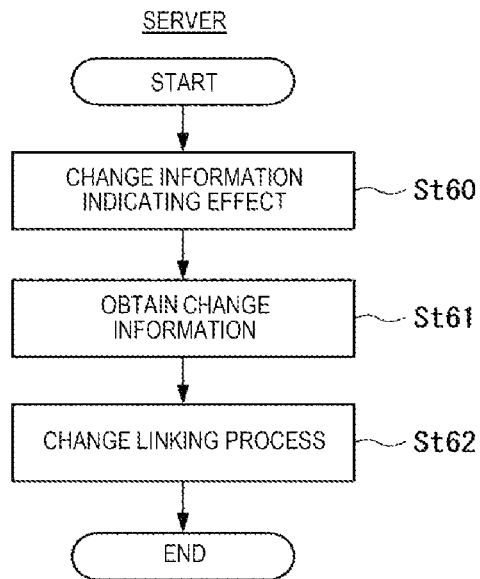 SERVER
START
CHANGE INFORMATION
INDICATING EFFECT
St60
OBTAIN CHANGE
INFORMATION
St61
CHANGE LINKING PROCESS
St62
END